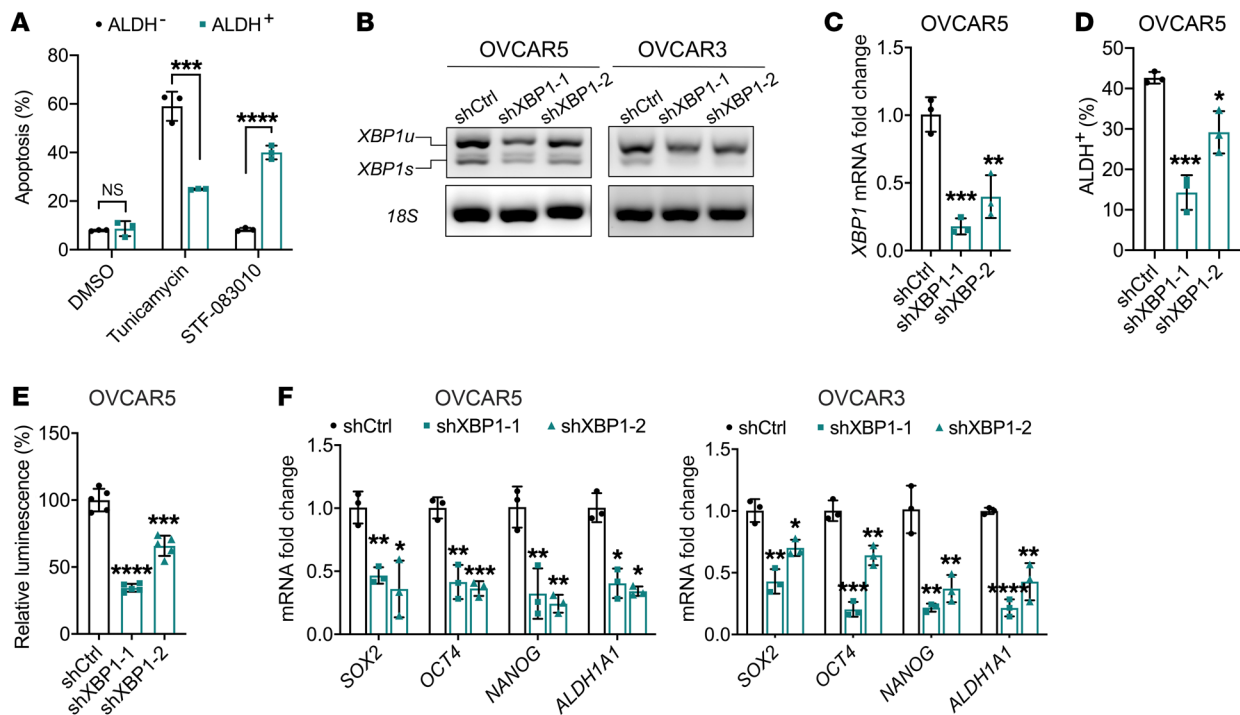 A
ALDH⁻ ALDH⁺
Apoptosis (%)
80
60
40
20
0
NS
***
****
DMSO
Tunicamycin
STF-083010
B
OVCAR5 OVCAR3
shCtrl shXBP1-1 shXBP1-2 shCtrl shXBP1-1 shXBP1-2
XBP1u
XBP1s
18S
C
OVCAR5
XBP1 mRNA fold change
1.5
1.0
0.5
0.0
***
**
shCtrl
shXBP1-1
shXBP-2
D
OVCAR5
ALDH⁺ (%)
50
40
30
20
10
0
***
*
shCtrl
shXBP1-1
shXBP1-2
E
OVCAR5
Relative luminescence (%)
150
100
50
0
****
***
shCtrl
shXBP1-1
shXBP1-2
F
OVCAR5
shCtrl shXBP1-1 shXBP1-2
mRNA fold change
1.5
1.0
0.5
0.0
** * ** *** ** ** * *
SOX2
OCT4
NANOG
ALDH1A1
OVCAR3
shCtrl shXBP1-1 shXBP1-2
mRNA fold change
1.5
1.0
0.5
0.0
** * *** ** ** ** **** **
SOX2
OCT4
NANOG
ALDH1A1